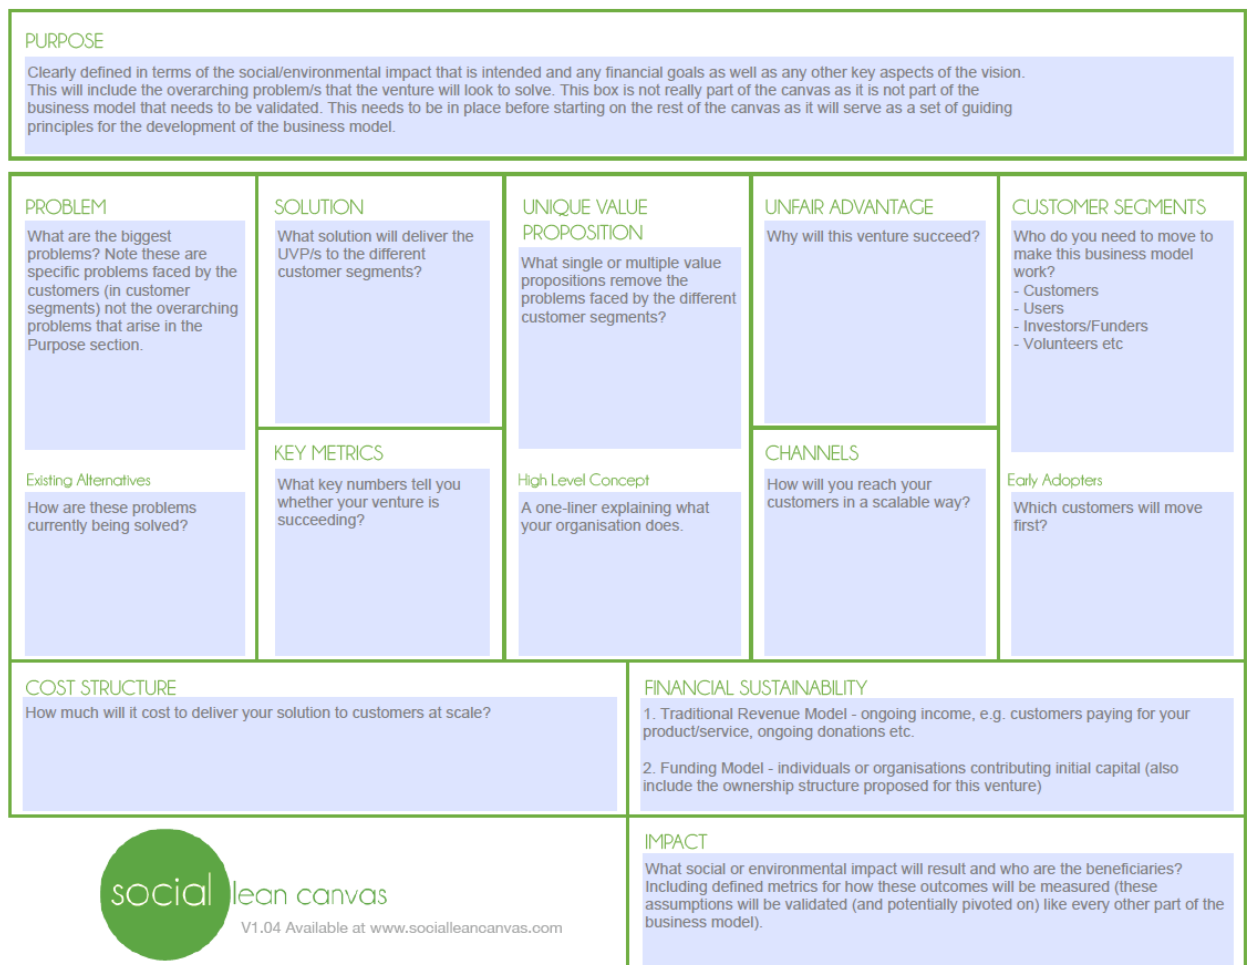 PURPOSE
Clearly defined in terms of the social/environmental impact that is intended and any financial goals as well as any other key aspects of the vision.
This will include the overarching problem/s that the venture will look to solve. This box is not really part of the canvas as it is not part of the
business model that needs to be validated. This needs to be in place before starting on the rest of the canvas as it will serve as a set of guiding
principles for the development of the business model.
PROBLEM
What are the biggest
problems? Note these are
specific problems faced by the
customers (in customer
segments) not the overarching
problems that arise in the
Purpose section.
Existing Alternatives
How are these problems
currently being solved?
SOLUTION
What solution will deliver the
UVP/s to the different
customer segments?
KEY METRICS
What key numbers tell you
whether your venture is
succeeding?
UNIQUE VALUE
PROPOSITION
What single or multiple value
propositions remove the
problems faced by the different
customer segments?
High Level Concept
A one-liner explaining what
your organisation does.
UNFAIR ADVANTAGE
Why will this venture succeed?
CHANNELS
How will you reach your
customers in a scalable way?
CUSTOMER SEGMENTS
Who do you need to move to
make this business model
work?
- Customers
- Users
- Investors/Funders
- Volunteers etc
Early Adopters
Which customers will move
first?
COST STRUCTURE
How much will it cost to deliver your solution to customers at scale?
FINANCIAL SUSTAINABILITY
1. Traditional Revenue Model - ongoing income, e.g. customers paying for your
product/service, ongoing donations etc.
2. Funding Model - individuals or organisations contributing initial capital (also
include the ownership structure proposed for this venture)
social lean canvas
V1.04 Available at www.socialleancanvas.com
IMPACT
What social or environmental impact will result and who are the beneficiaries?
Including defined metrics for how these outcomes will be measured (these
assumptions will be validated (and potentially pivoted on) like every other part of the
business model).